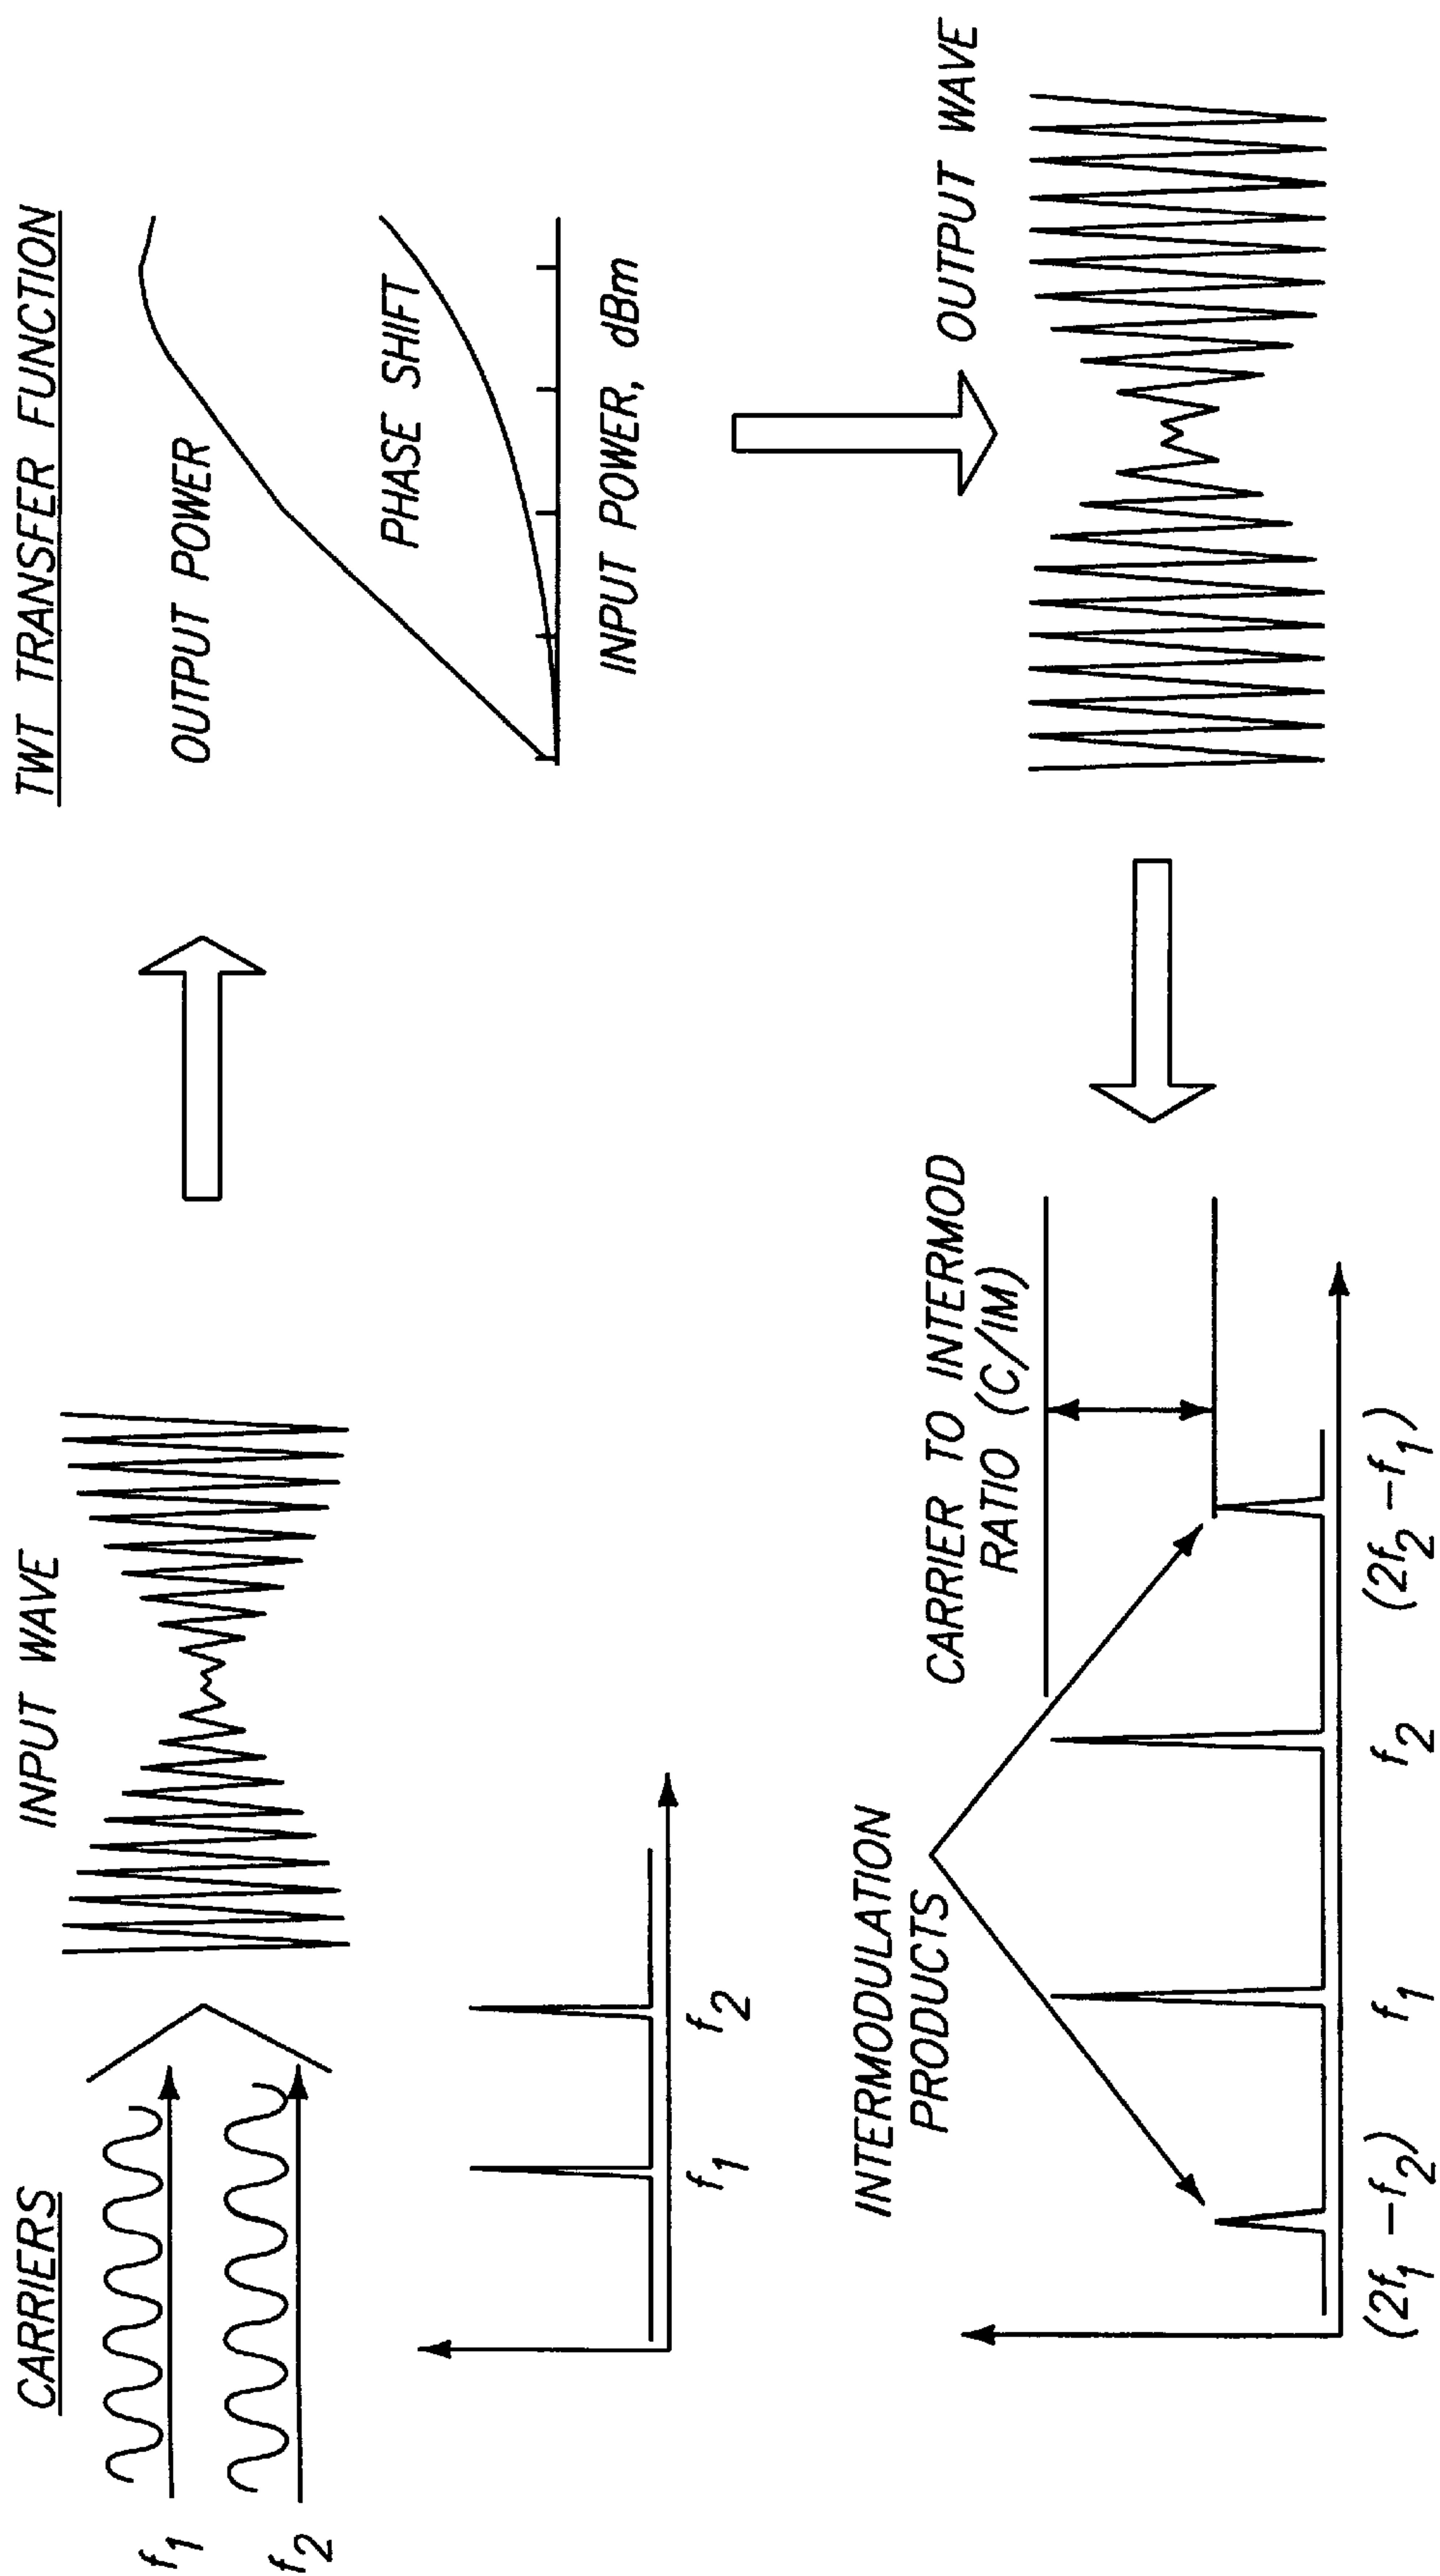 CARRIERS
f1
f2
INPUT WAVE
f1
f2
TWT TRANSFER FUNCTION
OUTPUT POWER
PHASE SHIFT
INPUT POWER, dBm
OUTPUT WAVE
CARRIER TO INTERMOD
RATIO (C/IM)
INTERMODULATION
PRODUCTS
(2f1 -f2)
f1
f2
(2f2 -f1)